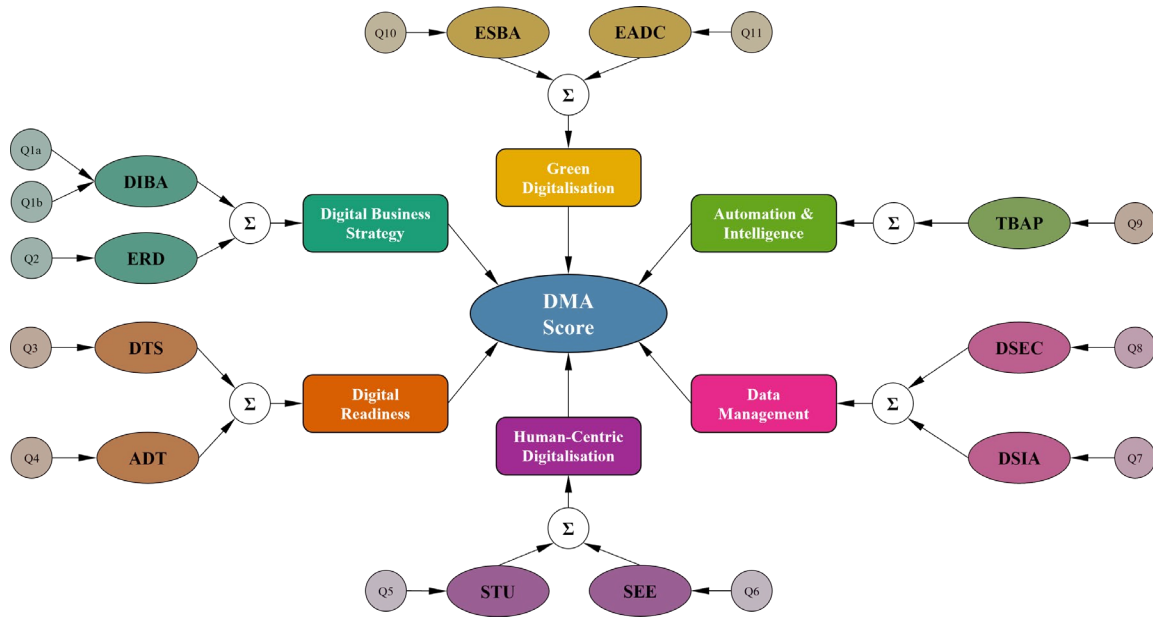 Q10
ESBA
EADC
Q11
Σ
Q1a
Q1b
DIBA
Q2
ERD
Σ
Digital Business
Strategy
Green
Digitalisation
Automation &
Intelligence
Σ
TBAP
Q9
DMA
Score
Q3
DTS
Q4
ADT
Σ
Digital
Readiness
Human-Centric
Digitalisation
Data
Management
Σ
DSEC
Q8
DSIA
Q7
Σ
Q5
STU
SEE
Q6